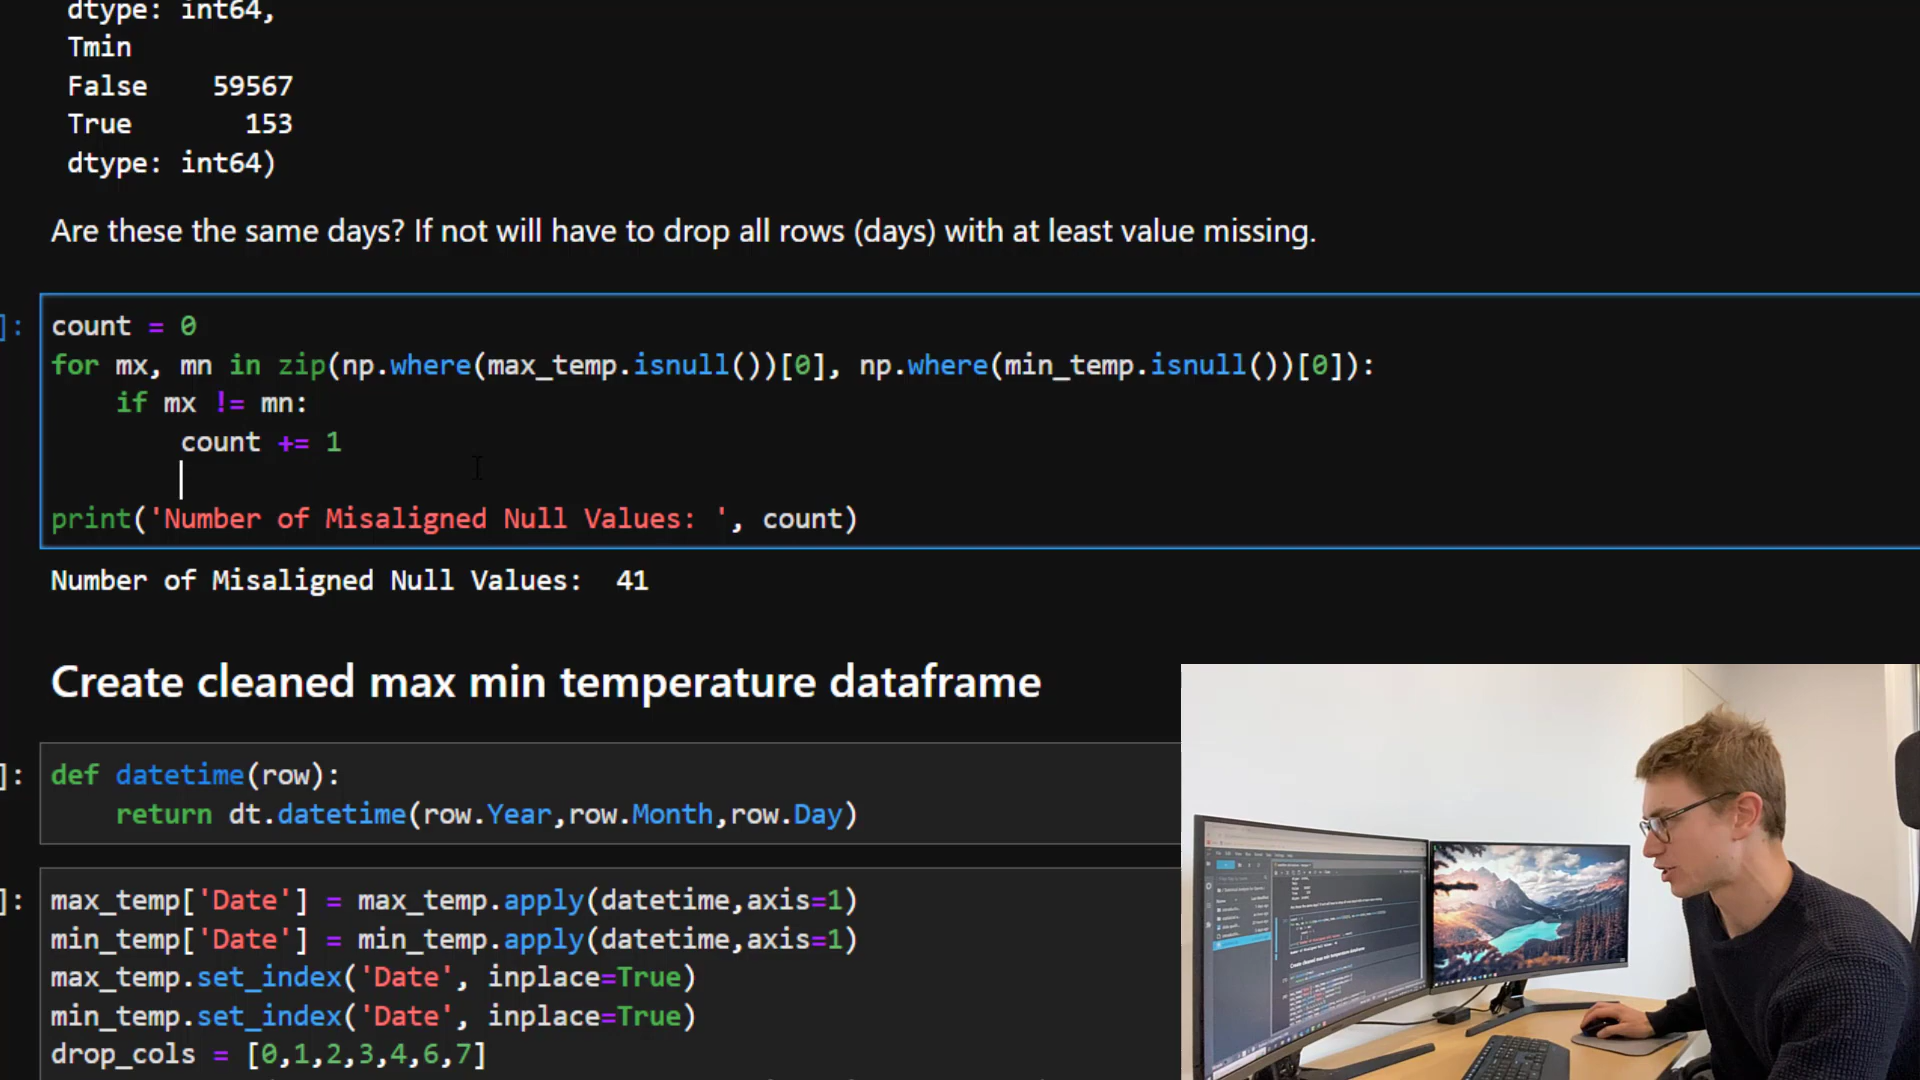 dtype: int64,
Tmin
False    59567
True       153
dtype: int64)
Are these the same days? If not will have to drop all rows (days) with at least value missing.
]:
count = 0
for mx, mn in zip(np.where(max_temp.isnull())[0], np.where(min_temp.isnull())[0]):
    if mx != mn:
        count += 1
print('Number of Misaligned Null Values: ', count)
Number of Misaligned Null Values:  41
Create cleaned max min temperature dataframe
]:
def datetime(row):
    return dt.datetime(row.Year,row.Month,row.Day)
]:
max_temp['Date'] = max_temp.apply(datetime,axis=1)
min_temp['Date'] = min_temp.apply(datetime,axis=1)
max_temp.set_index('Date', inplace=True)
min_temp.set_index('Date', inplace=True)
drop_cols = [0,1,2,3,4,6,7]